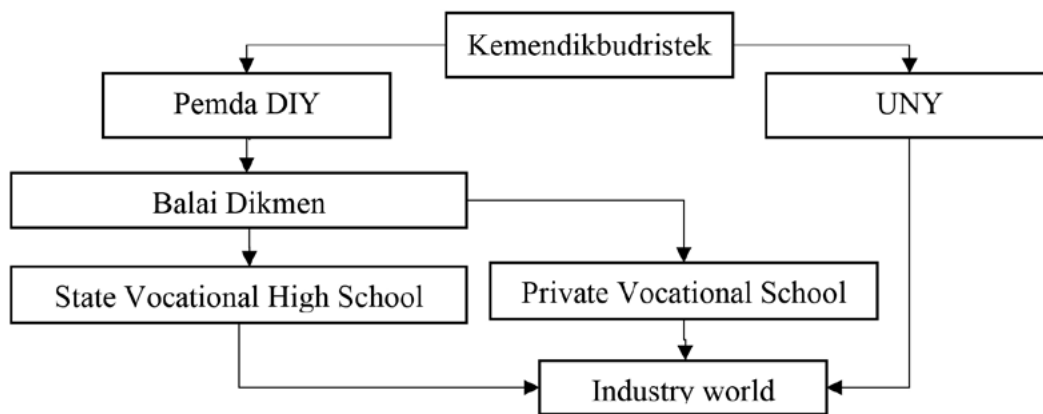 Kemendikbudristek
Pemda DIY
UNY
Balai Dikmen
State Vocational High School
Private Vocational School
Industry world